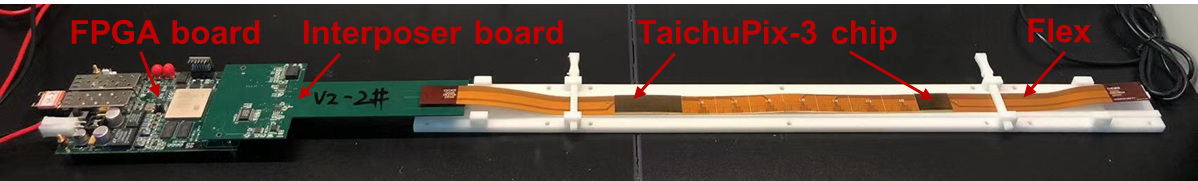 FPGA board
Interposer board
TaichuPix-3 chip
Flex
V2-2#